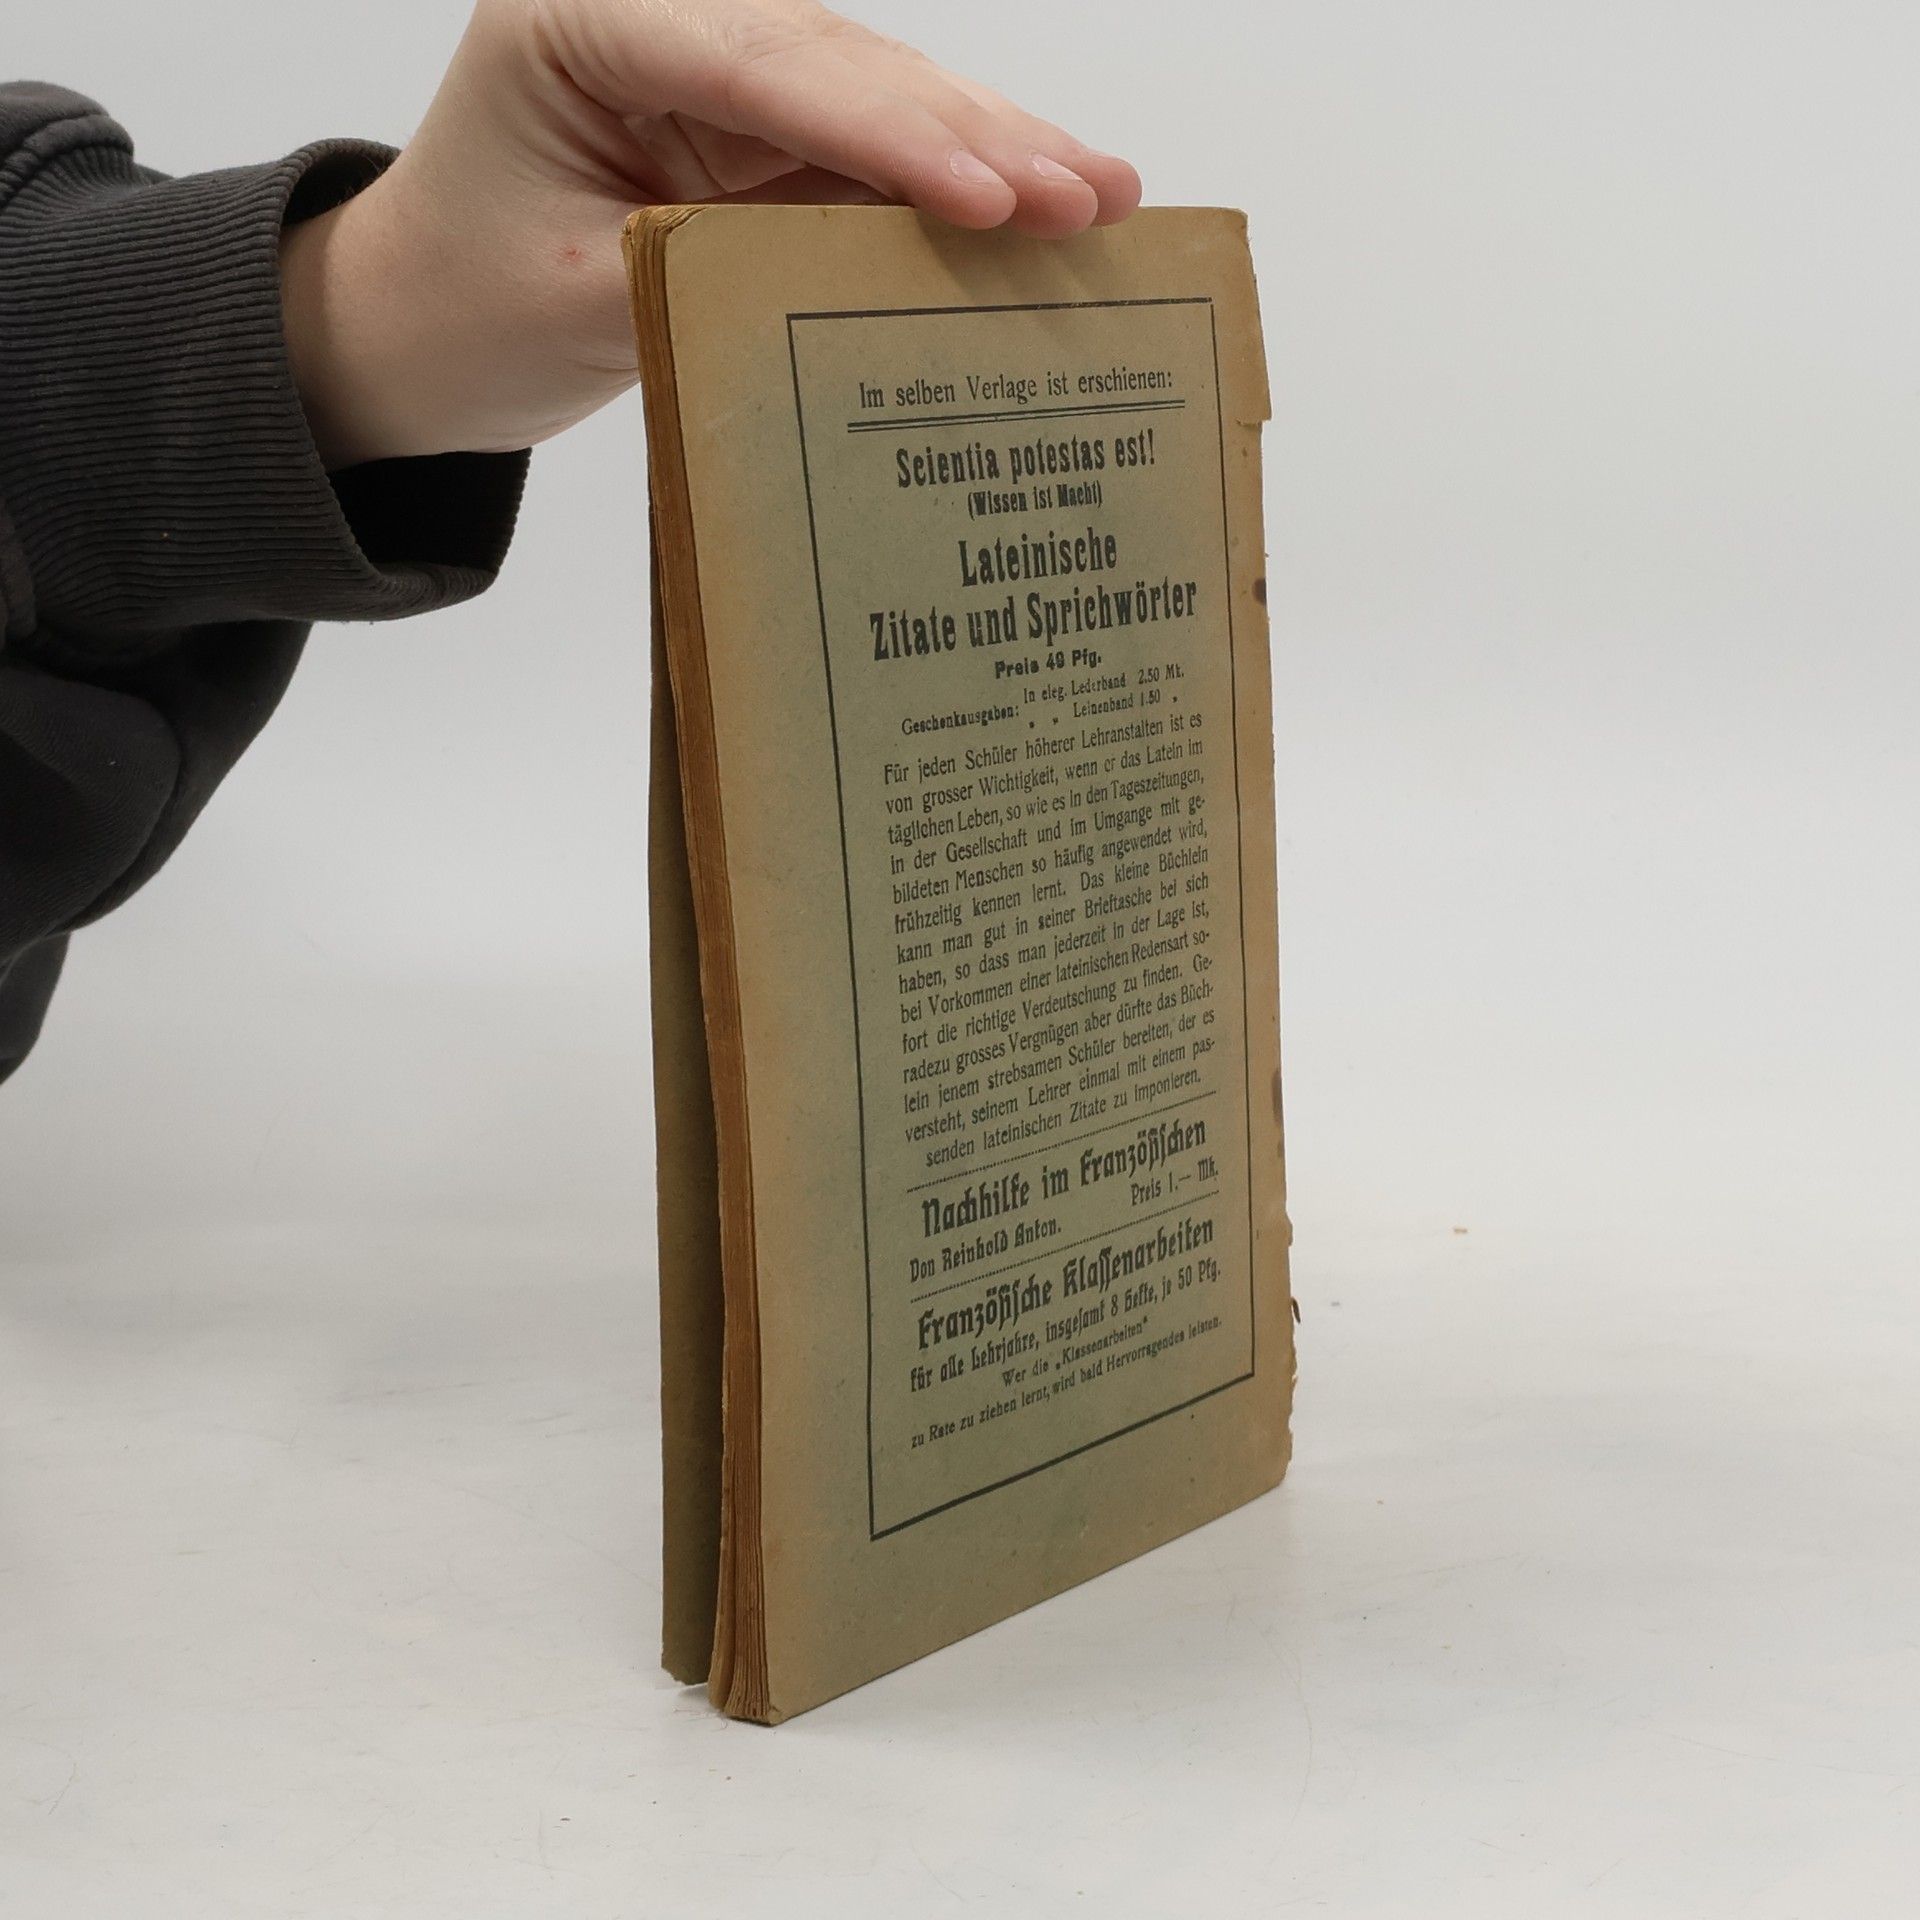 Im selben Verlage ist erschienen:
Scientia potestas est!
(Wissen ist Macht)
Lateinische
Zitate und Sprichwörter
Preis 40 Pfg.
Geschenkausgaben: In eleg. Lederband 2.50 Mk.
" " Leinenband 1.50 "
Für jeden Schüler höherer Lehranstalten ist es
von grosser Wichtigkeit, wenn er das Latein im
täglichen Leben, so wie es in den Tageszeitungen,
in der Gesellschaft und im Umgange mit ge-
bildeten Menschen so häufig angewendet wird,
frühzeitig kennen lernt. Das kleine Büchlein
kann man gut in seiner Brieftasche bei sich
haben, so dass man jederzeit in der Lage ist,
bei Vorkommen einer lateinischen Redensart so-
fort die richtige Verdeutschung zu finden. Ge-
radezu grosses Vergnügen aber dürfte das Büch-
lein jenem strebsamen Schüler bereiten, der es
versteht, seinem Lehrer einmal mit einem pas-
senden lateinischen Zitate zu imponieren.
Nachhilfe im Französischen
Von Reinhold Anton. Preis 1.— Mk.
Französische Klassenarbeiten
für alle Lehrjahre, insgesamt 8 Hefte, je 50 Pfg.
Wer die „Klassenarbeiten"
zu Rate zu ziehen lernt, wird bald Hervorragendes leisten.